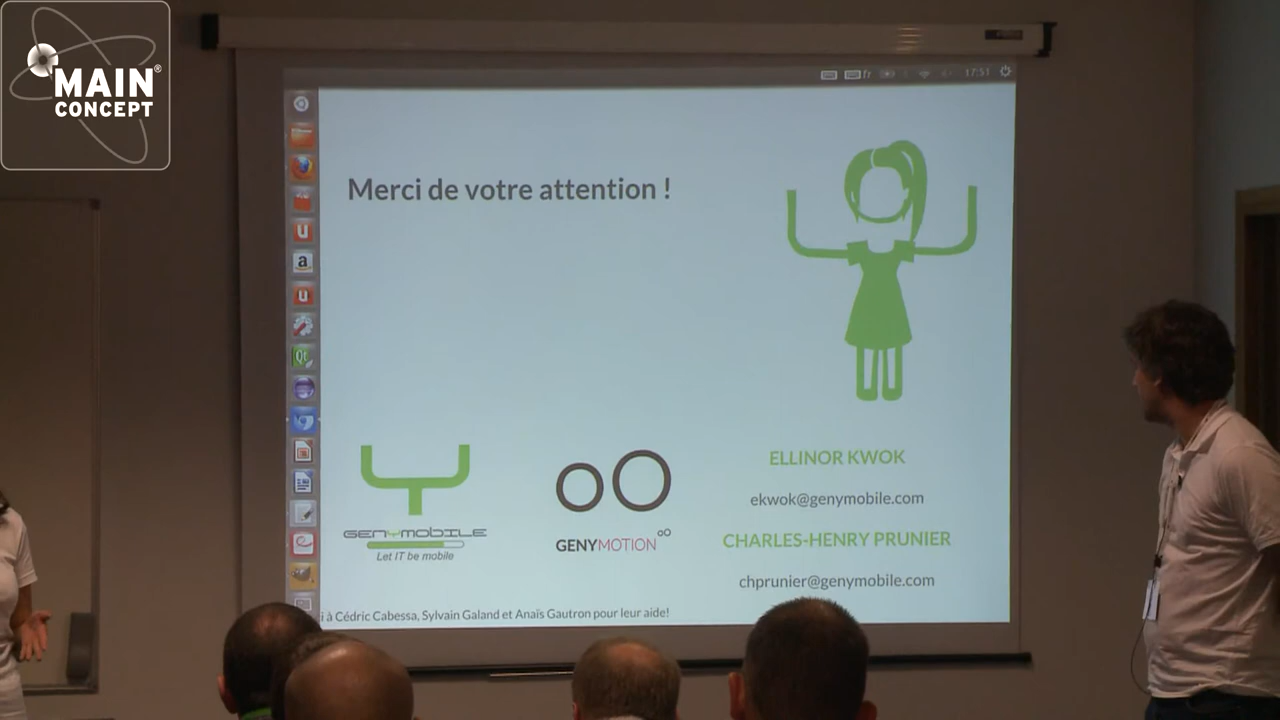 MAIN®
CONCEPT
fr
17:51
Merci de votre attention !
ELLINOR KWOK
ekwok@genymobile.com
CHARLES-HENRY PRUNIER
chprunier@genymobile.com
GENYMOBILE
Let IT be mobile
GENYMOTION
i à Cédric Cabessa, Sylvain Galand et Anaïs Gautron pour leur aide!